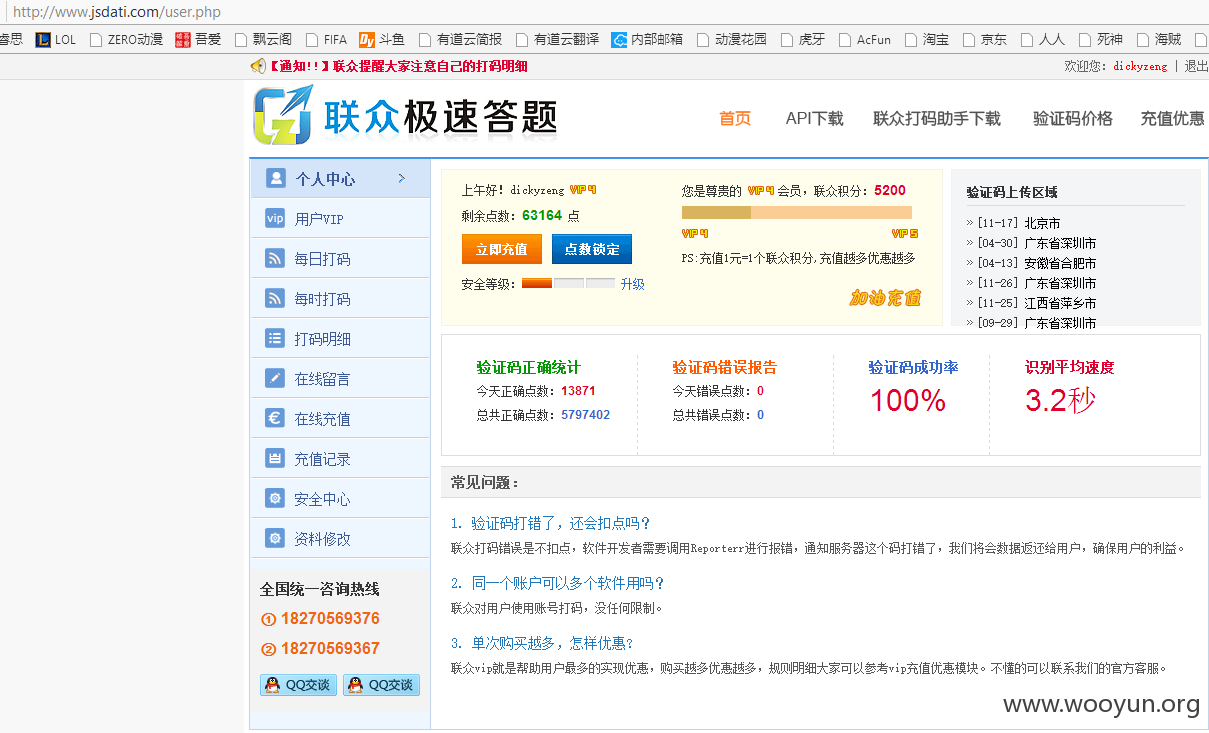 http://www.jsdati.com/user.php
睿思 LOL ZERO动漫 吾爱 飘云阁 FIFA 斗鱼 有道云简报 有道云翻译 内部邮箱 动漫花园 虎牙 AcFun 淘宝 京东 人人 死神 海贼
【通知!!】联众提醒大家注意自己的打码明细 欢迎您: dickyzeng | 退出
联众极速答题
首页 API下载 联众打码助手下载 验证码价格 充值优惠
个人中心
用户VIP
每日打码
每时打码
打码明细
在线留言
在线充值
充值记录
安全中心
资料修改
全国统一咨询热线
① 18270569376
② 18270569367
QQ交谈 QQ交谈
上午好! dickyzeng VIP4
剩余点数: 63164 点
立即充值 点数锁定
安全等级: 升级
您是尊贵的 VIP4 会员, 联众积分: 5200
VIP4 VIP5
PS:充值1元=1个联众积分,充值越多优惠越多
加油充值
验证码上传区域
» [11-17] 北京市
» [04-30] 广东省深圳市
» [04-13] 安徽省合肥市
» [11-26] 广东省深圳市
» [11-25] 江西省萍乡市
» [09-29] 广东省深圳市
验证码正确统计
今天正确点数: 13871
总共正确点数: 5797402
验证码错误报告
今天错误点数: 0
总共错误点数: 0
验证码成功率
100%
识别平均速度
3.2秒
常见问题:
1. 验证码打错了, 还会扣点吗?
联众打码错误是不扣点, 软件开发者需要调用Reporterr进行报错, 通知服务器这个码打错了, 我们将会数据返还给用户, 确保用户的利益。
2. 同一个账户可以多个软件用吗?
联众对用户使用账号打码, 没任何限制。
3. 单次购买越多, 怎样优惠?
联众vip就是帮助用户最多的实现优惠, 购买越多优惠越多, 规则明细大家可以参考vip充值优惠模块。不懂的可以联系我们的官方客服。
www.wooyun.org